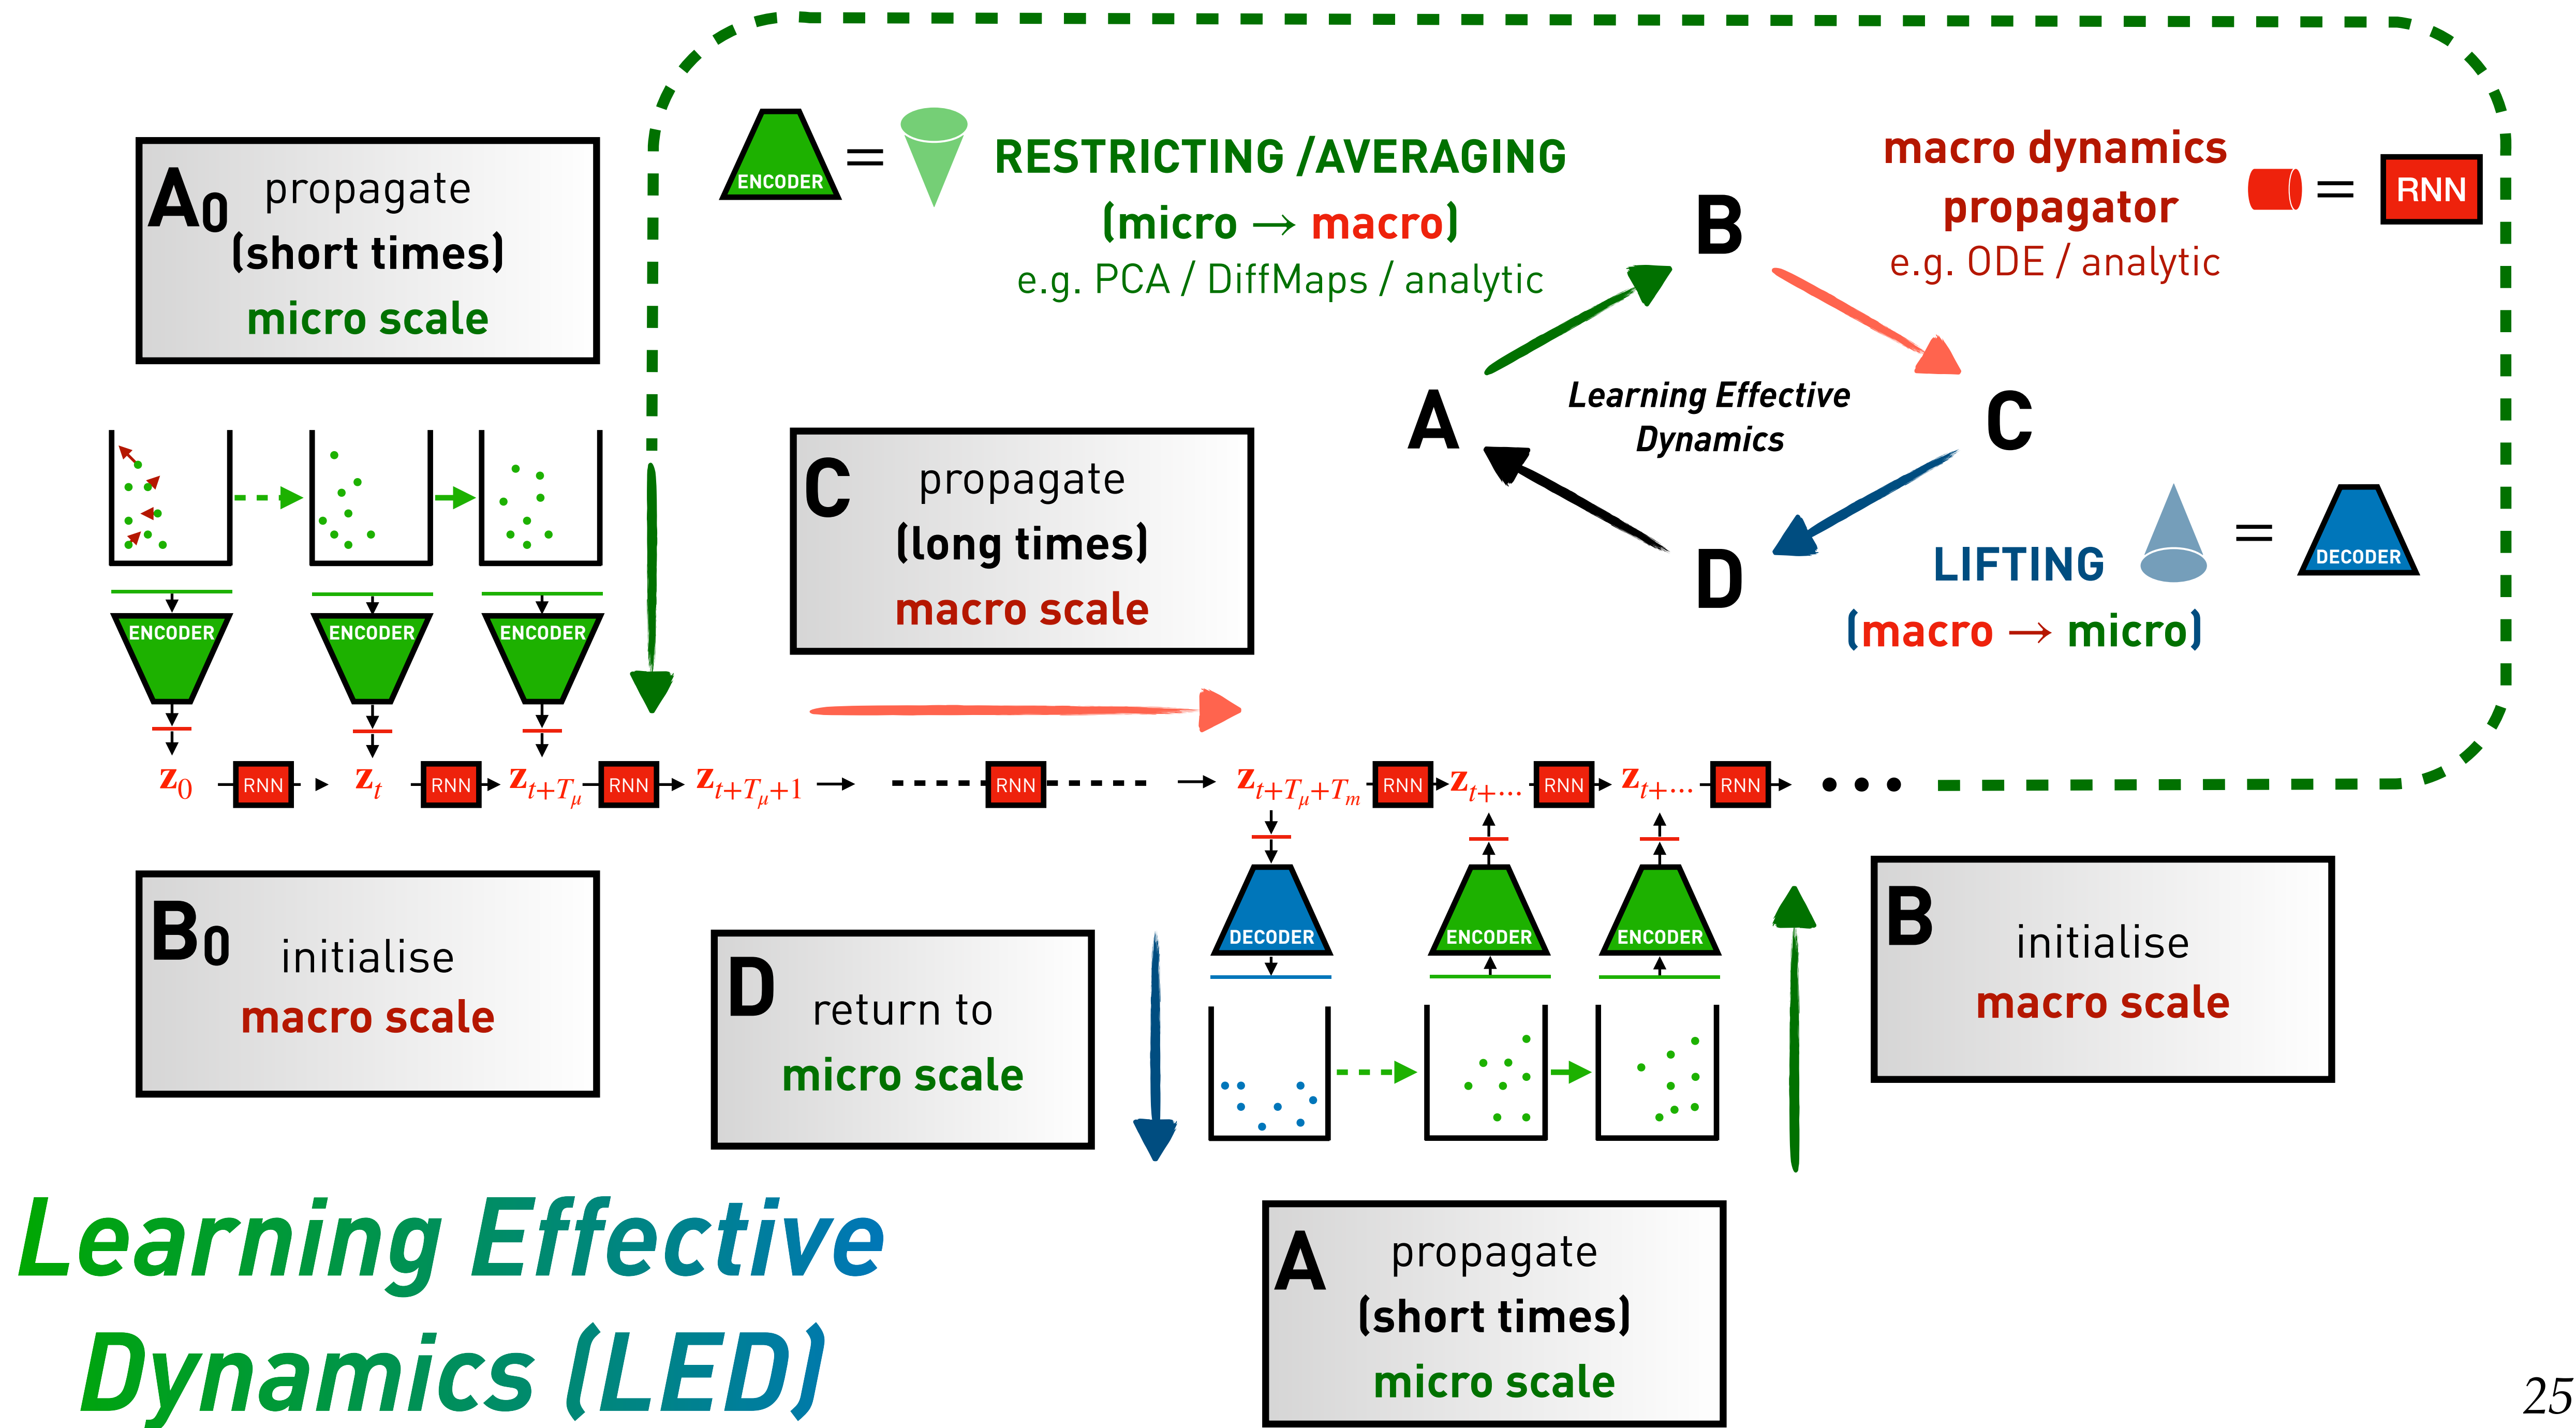 A0 propagate
(short times)
micro scale
ENCODER
=
RESTRICTING /AVERAGING
(micro → macro)
e.g. PCA / DiffMaps / analytic
macro dynamics
propagator
e.g. ODE / analytic
=
RNN
B
A
Learning Effective
Dynamics
C
D
LIFTING
(macro → micro)
=
DECODER
C propagate
(long times)
macro scale
ENCODER ENCODER ENCODER
z0 RNN zt RNN zt+Tμ RNN zt+Tμ+1 RNN zt+Tμ+Tm RNN zt+··· RNN zt+··· RNN •••
B0 initialise
macro scale
D return to
micro scale
DECODER ENCODER ENCODER
B initialise
macro scale
A propagate
(short times)
micro scale
Learning Effective
Dynamics (LED)
25